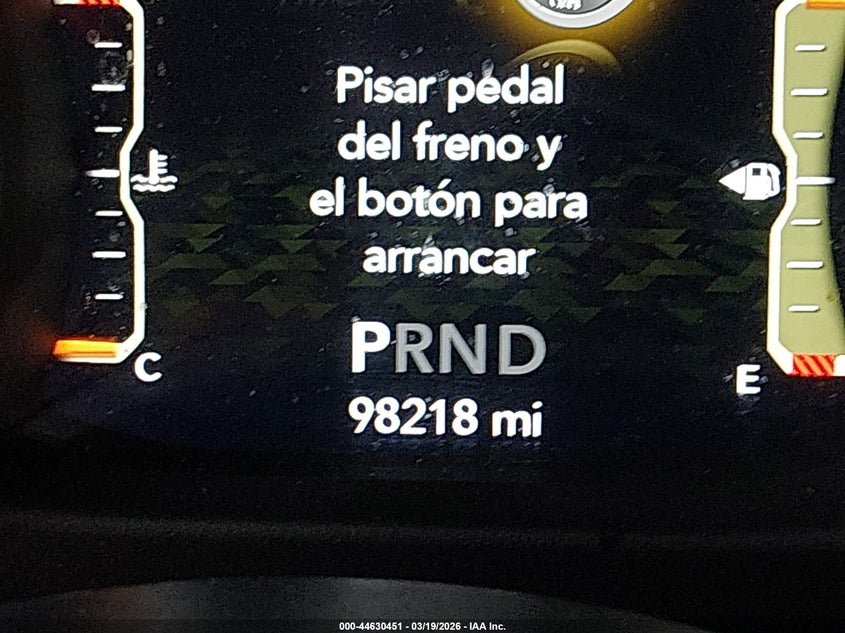 Pisar pedal
del freno y
el botón para
arrancar
PRND
C
E
98218 mi
000-44630451 - 03/19/2026 - IAA Inc.